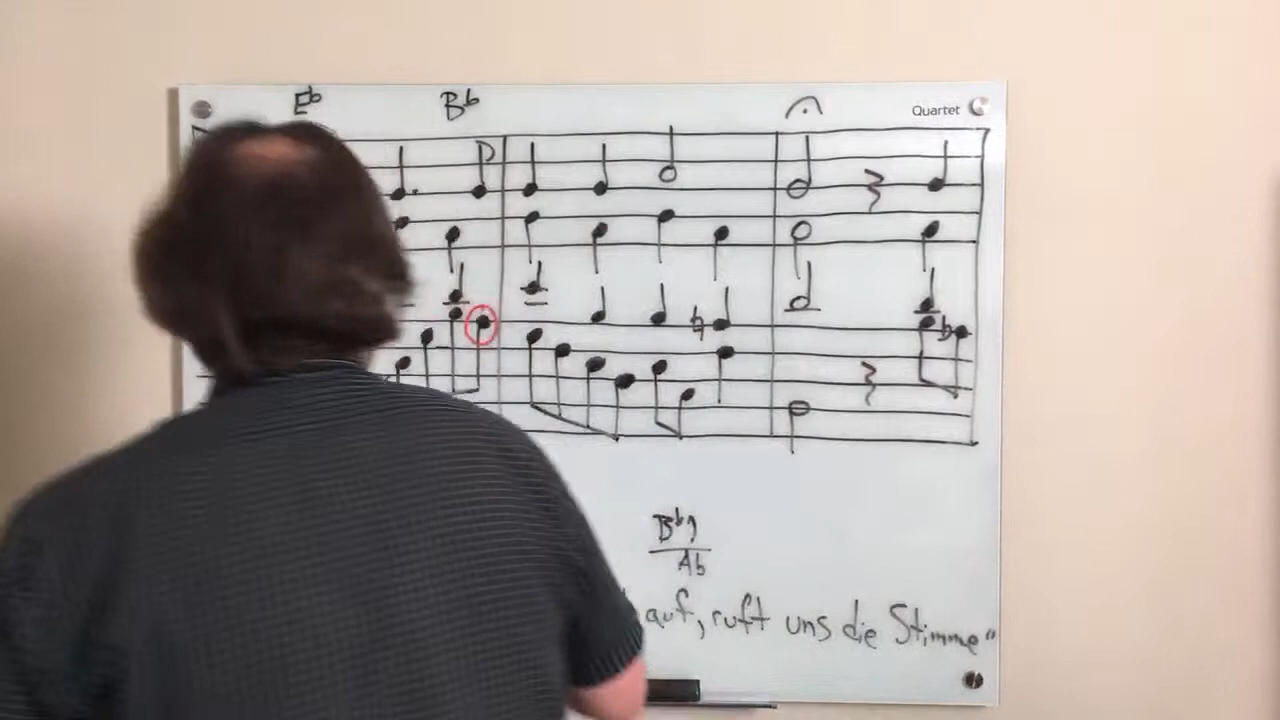 E♭ B♭
Quartet
B♭7
A♭
auf, ruft uns die Stimme"